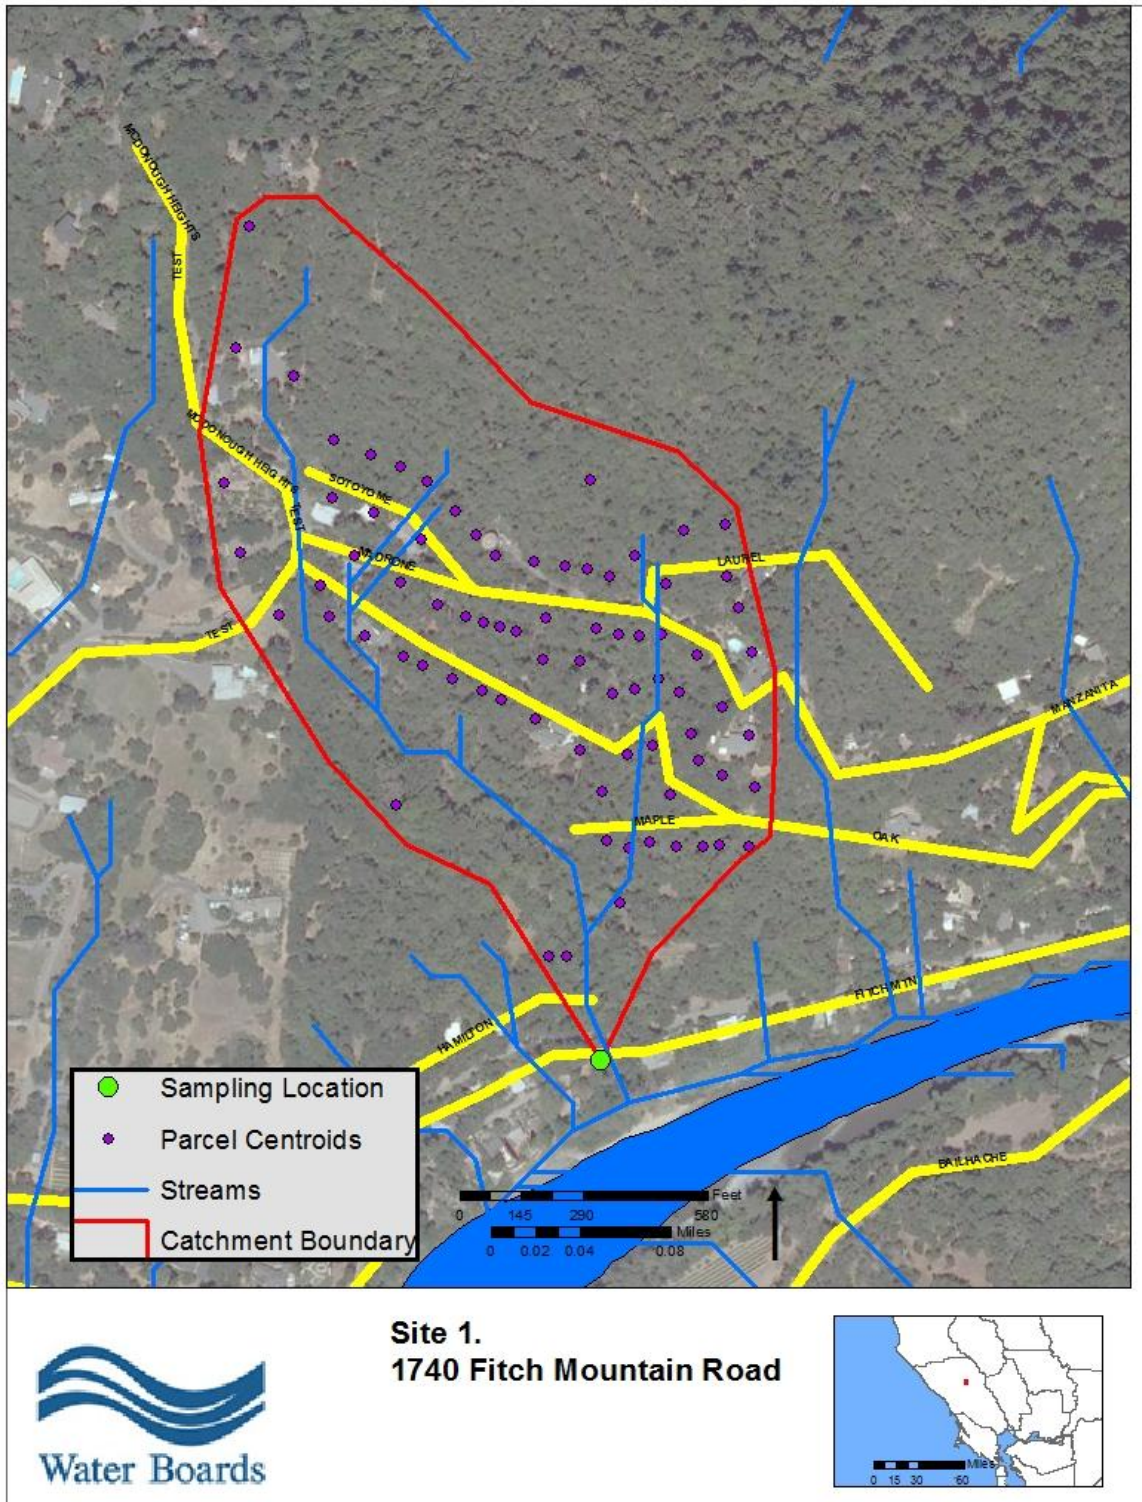 MCDONOUGH HEIGHTS
TEST
MCDONOUGH HEIGHTS
TEST
SOTOYOME
MADRONE
LAUREL
TEST
MANZANITA
MAPLE
OAK
FITCH MTN
HAMILTON
BAILHACHE
Sampling Location
Parcel Centroids
Streams
Catchment Boundary
Feet
0 145 290 580
Miles
0 0.02 0.04 0.08
Site 1.
1740 Fitch Mountain Road
Water Boards
Miles
0 15 30 60